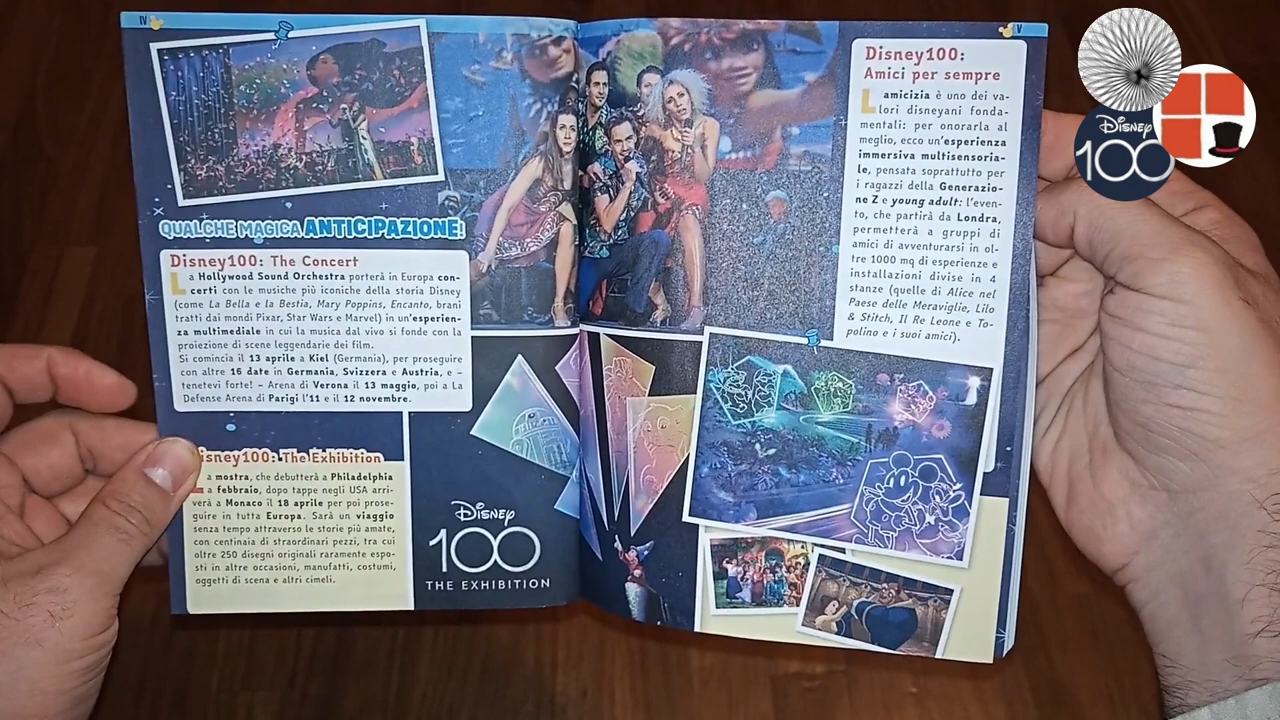 IV
QUALCHE MAGICA ANTICIPAZIONE!
Disney100: The Concert
La Hollywood Sound Orchestra porterà in Europa con-
certi con le musiche più iconiche della storia Disney
(come La Bella e la Bestia, Mary Poppins, Encanto, brani
tratti dai mondi Pixar, Star Wars e Marvel) in un'esperien-
za multimediale in cui la musica dal vivo si fonde con la
proiezione di scene leggendarie dei film.
Si comincia il 13 aprile a Kiel (Germania), per proseguire
con altre 16 date in Germania, Svizzera e Austria, e –
tenetevi forte! – Arena di Verona il 13 maggio, poi a La
Defense Arena di Parigi l'11 e il 12 novembre.
isney100: The Exhibition
La mostra, che debutterà a Philadelphia
a febbraio, dopo tappe negli USA arri-
verà a Monaco il 18 aprile per poi prose-
guire in tutta Europa. Sarà un viaggio
senza tempo attraverso le storie più amate,
con centinaia di straordinari pezzi, tra cui
oltre 250 disegni originali raramente espo-
sti in altre occasioni, manufatti, costumi,
oggetti di scena e altri cimeli.
Disney
100
THE EXHIBITION
V
Disney100:
Amici per sempre
L'amicizia è uno dei va-
lori disneyani fonda-
mentali: per onorarla al
meglio, ecco un'esperienza
immersiva multisensoria-
le, pensata soprattutto per
i ragazzi della Generazio-
ne Z e young adult: l'even-
to, che partirà da Londra,
permetterà a gruppi di
amici di avventurarsi in ol-
tre 1000 mq di esperienze e
installazioni divise in 4
stanze (quelle di Alice nel
Paese delle Meraviglie, Lilo
& Stitch, Il Re Leone e To-
polino e i suoi amici).
Disney
100